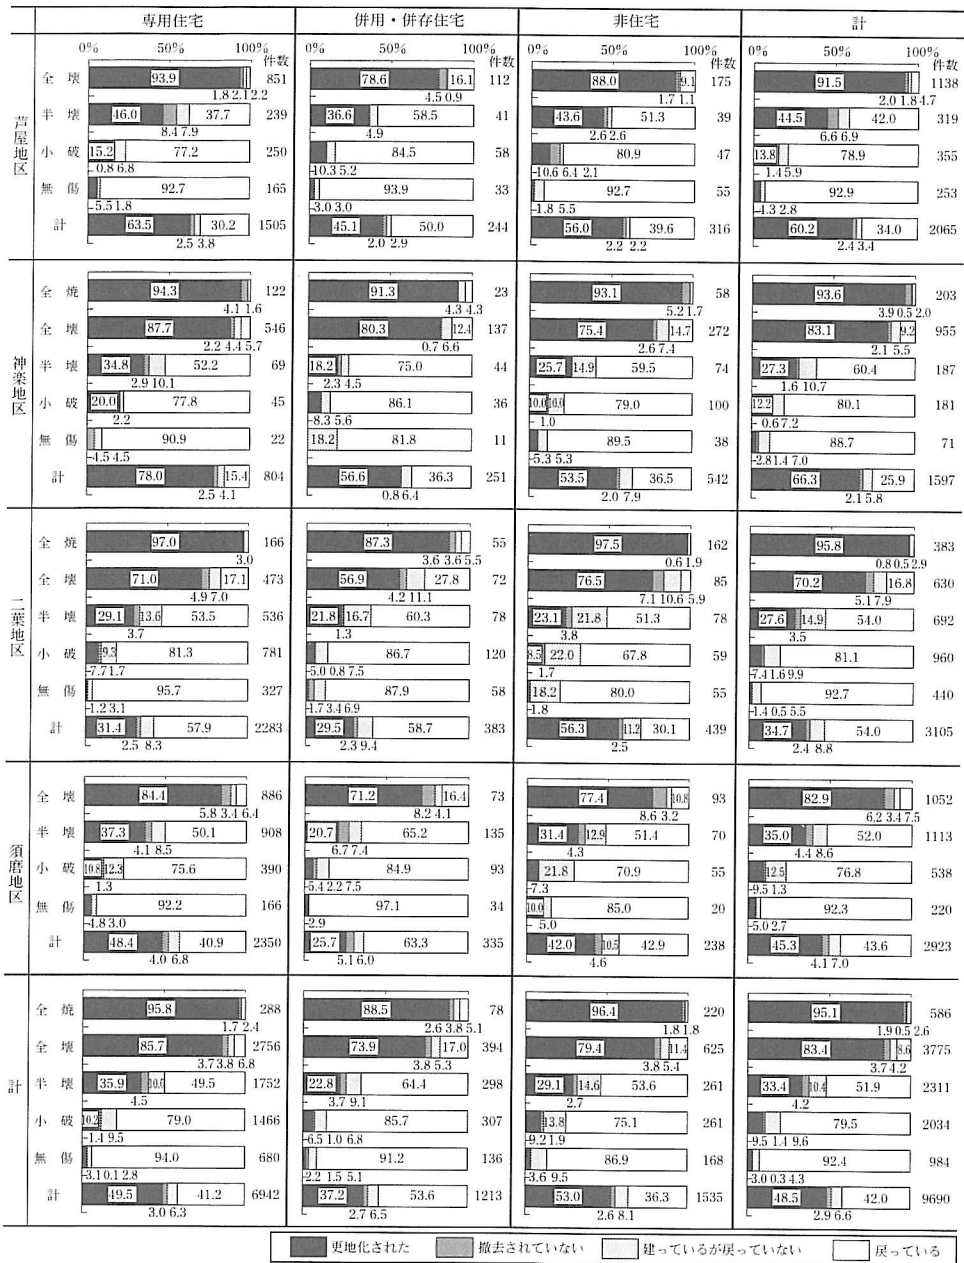 専用住宅 併用・併存住宅 非住宅 計
0% 50% 100% 件数 0% 50% 100% 件数 0% 50% 100% 件数 0% 50% 100% 件数
芦屋地区
全壊 93.9 851 78.6 16.1 112 88.0 9.1 175 91.5 1138
1.8 2.1 2.2 4.5 0.9 1.7 1.1 2.0 1.8 4.7
半壊 46.0 37.7 239 36.6 58.5 41 43.6 51.3 39 44.5 42.0 319
8.4 7.9 4.9 2.6 2.6 6.6 6.9
小破 15.2 77.2 250 84.5 58 80.9 47 13.8 78.9 355
0.8 6.8 10.3 5.2 10.6 6.4 2.1 1.4 5.9
無傷 92.7 165 93.9 33 92.7 55 92.9 253
5.5 1.8 3.0 3.0 1.8 5.5 4.3 2.8
計 63.5 30.2 1505 45.1 50.0 244 56.0 39.6 316 60.2 34.0 2065
2.5 3.8 2.0 2.9 2.2 2.2 2.4 3.4
神楽地区
全焼 94.3 122 91.3 23 93.1 58 93.6 203
4.1 1.6 4.3 4.3 5.2 1.7 3.9 0.5 2.0
全壊 87.7 546 80.3 12.4 137 75.4 14.7 272 83.1 9.2 955
2.2 4.4 5.7 0.7 6.6 2.6 7.4 2.1 5.5
半壊 34.8 52.2 69 18.2 75.0 44 25.7 14.9 59.5 74 27.3 60.4 187
2.9 10.1 2.3 4.5 1.6 10.7
小破 20.0 77.8 45 86.1 36 10.0 10.0 79.0 100 12.2 80.1 181
2.2 8.3 5.6 1.0 0.6 7.2
無傷 90.9 22 18.2 81.8 11 89.5 38 88.7 71
4.5 4.5 5.3 5.3 2.8 1.4 7.0
計 78.0 15.4 804 56.6 36.3 251 53.5 36.5 542 66.3 25.9 1597
2.5 4.1 0.8 6.4 2.0 7.9 2.1 5.8
二葉地区
全焼 97.0 166 87.3 55 97.5 162 95.8 383
3.0 3.6 3.6 5.5 0.6 1.9 0.8 0.5 2.9
全壊 71.0 17.1 473 56.9 27.8 72 76.5 85 70.2 16.8 630
4.9 7.0 4.2 11.1 7.1 10.6 5.9 5.1 7.9
半壊 29.1 13.6 53.5 536 21.8 16.7 60.3 78 23.1 21.8 51.3 78 27.6 14.9 54.0 692
3.7 1.3 3.8 3.5
小破 9.3 81.3 781 86.7 120 8.5 22.0 67.8 59 81.1 960
7.7 1.7 5.0 0.8 7.5 1.7 7.4 1.6 9.9
無傷 95.7 327 87.9 58 18.2 80.0 55 92.7 440
1.2 3.1 1.7 3.4 6.9 1.8 1.4 0.5 5.5
計 31.4 57.9 2283 29.5 58.7 383 56.3 11.2 30.1 439 34.7 54.0 3105
2.5 8.3 2.3 9.4 2.5 2.4 8.8
須磨地区
全壊 84.4 886 71.2 16.4 73 77.4 10.8 93 82.9 1052
5.8 3.4 6.4 8.2 4.1 8.6 3.2 6.2 3.4 7.5
半壊 37.3 50.1 908 20.7 65.2 135 31.4 12.9 51.4 70 35.0 52.0 1113
4.1 8.5 6.7 7.4 4.3 4.4 8.6
小破 10.8 12.3 75.6 390 84.9 93 21.8 70.9 55 12.5 76.8 538
1.3 5.4 2.2 7.5 7.3 9.5 1.3
無傷 92.2 166 97.1 34 10.0 85.0 20 92.3 220
4.8 3.0 2.9 5.0 5.0 2.7
計 48.4 40.9 2350 25.7 63.3 335 42.0 10.5 42.9 238 45.3 43.6 2923
4.0 6.8 5.1 6.0 4.6 4.1 7.0
計
全焼 95.8 288 88.5 78 96.4 220 95.1 586
1.7 2.4 2.6 3.8 5.1 1.8 1.8 1.9 0.5 2.6
全壊 85.7 2756 73.9 17.0 394 79.4 11.4 625 83.4 8.6 3775
3.7 3.8 6.8 3.8 5.3 3.8 5.4 3.7 4.2
半壊 35.9 10.0 49.5 1752 22.8 64.4 298 29.1 14.6 53.6 261 33.4 10.4 51.9 2311
4.5 3.7 9.1 2.7 4.2
小破 10.2 79.0 1466 85.7 307 13.8 75.1 261 79.5 2034
1.4 9.5 6.5 1.0 6.8 9.2 1.9 9.5 1.4 9.6
無傷 94.0 680 91.2 136 86.9 168 92.4 984
3.1 0.1 2.8 2.2 1.5 5.1 3.6 9.5 3.0 0.3 4.3
計 49.5 41.2 6942 37.2 53.6 1213 53.0 36.3 1535 48.5 42.0 9690
3.0 6.3 2.7 6.5 2.6 8.1 2.9 6.6
更地化された 撤去されていない 建っているが戻っていない 戻っている